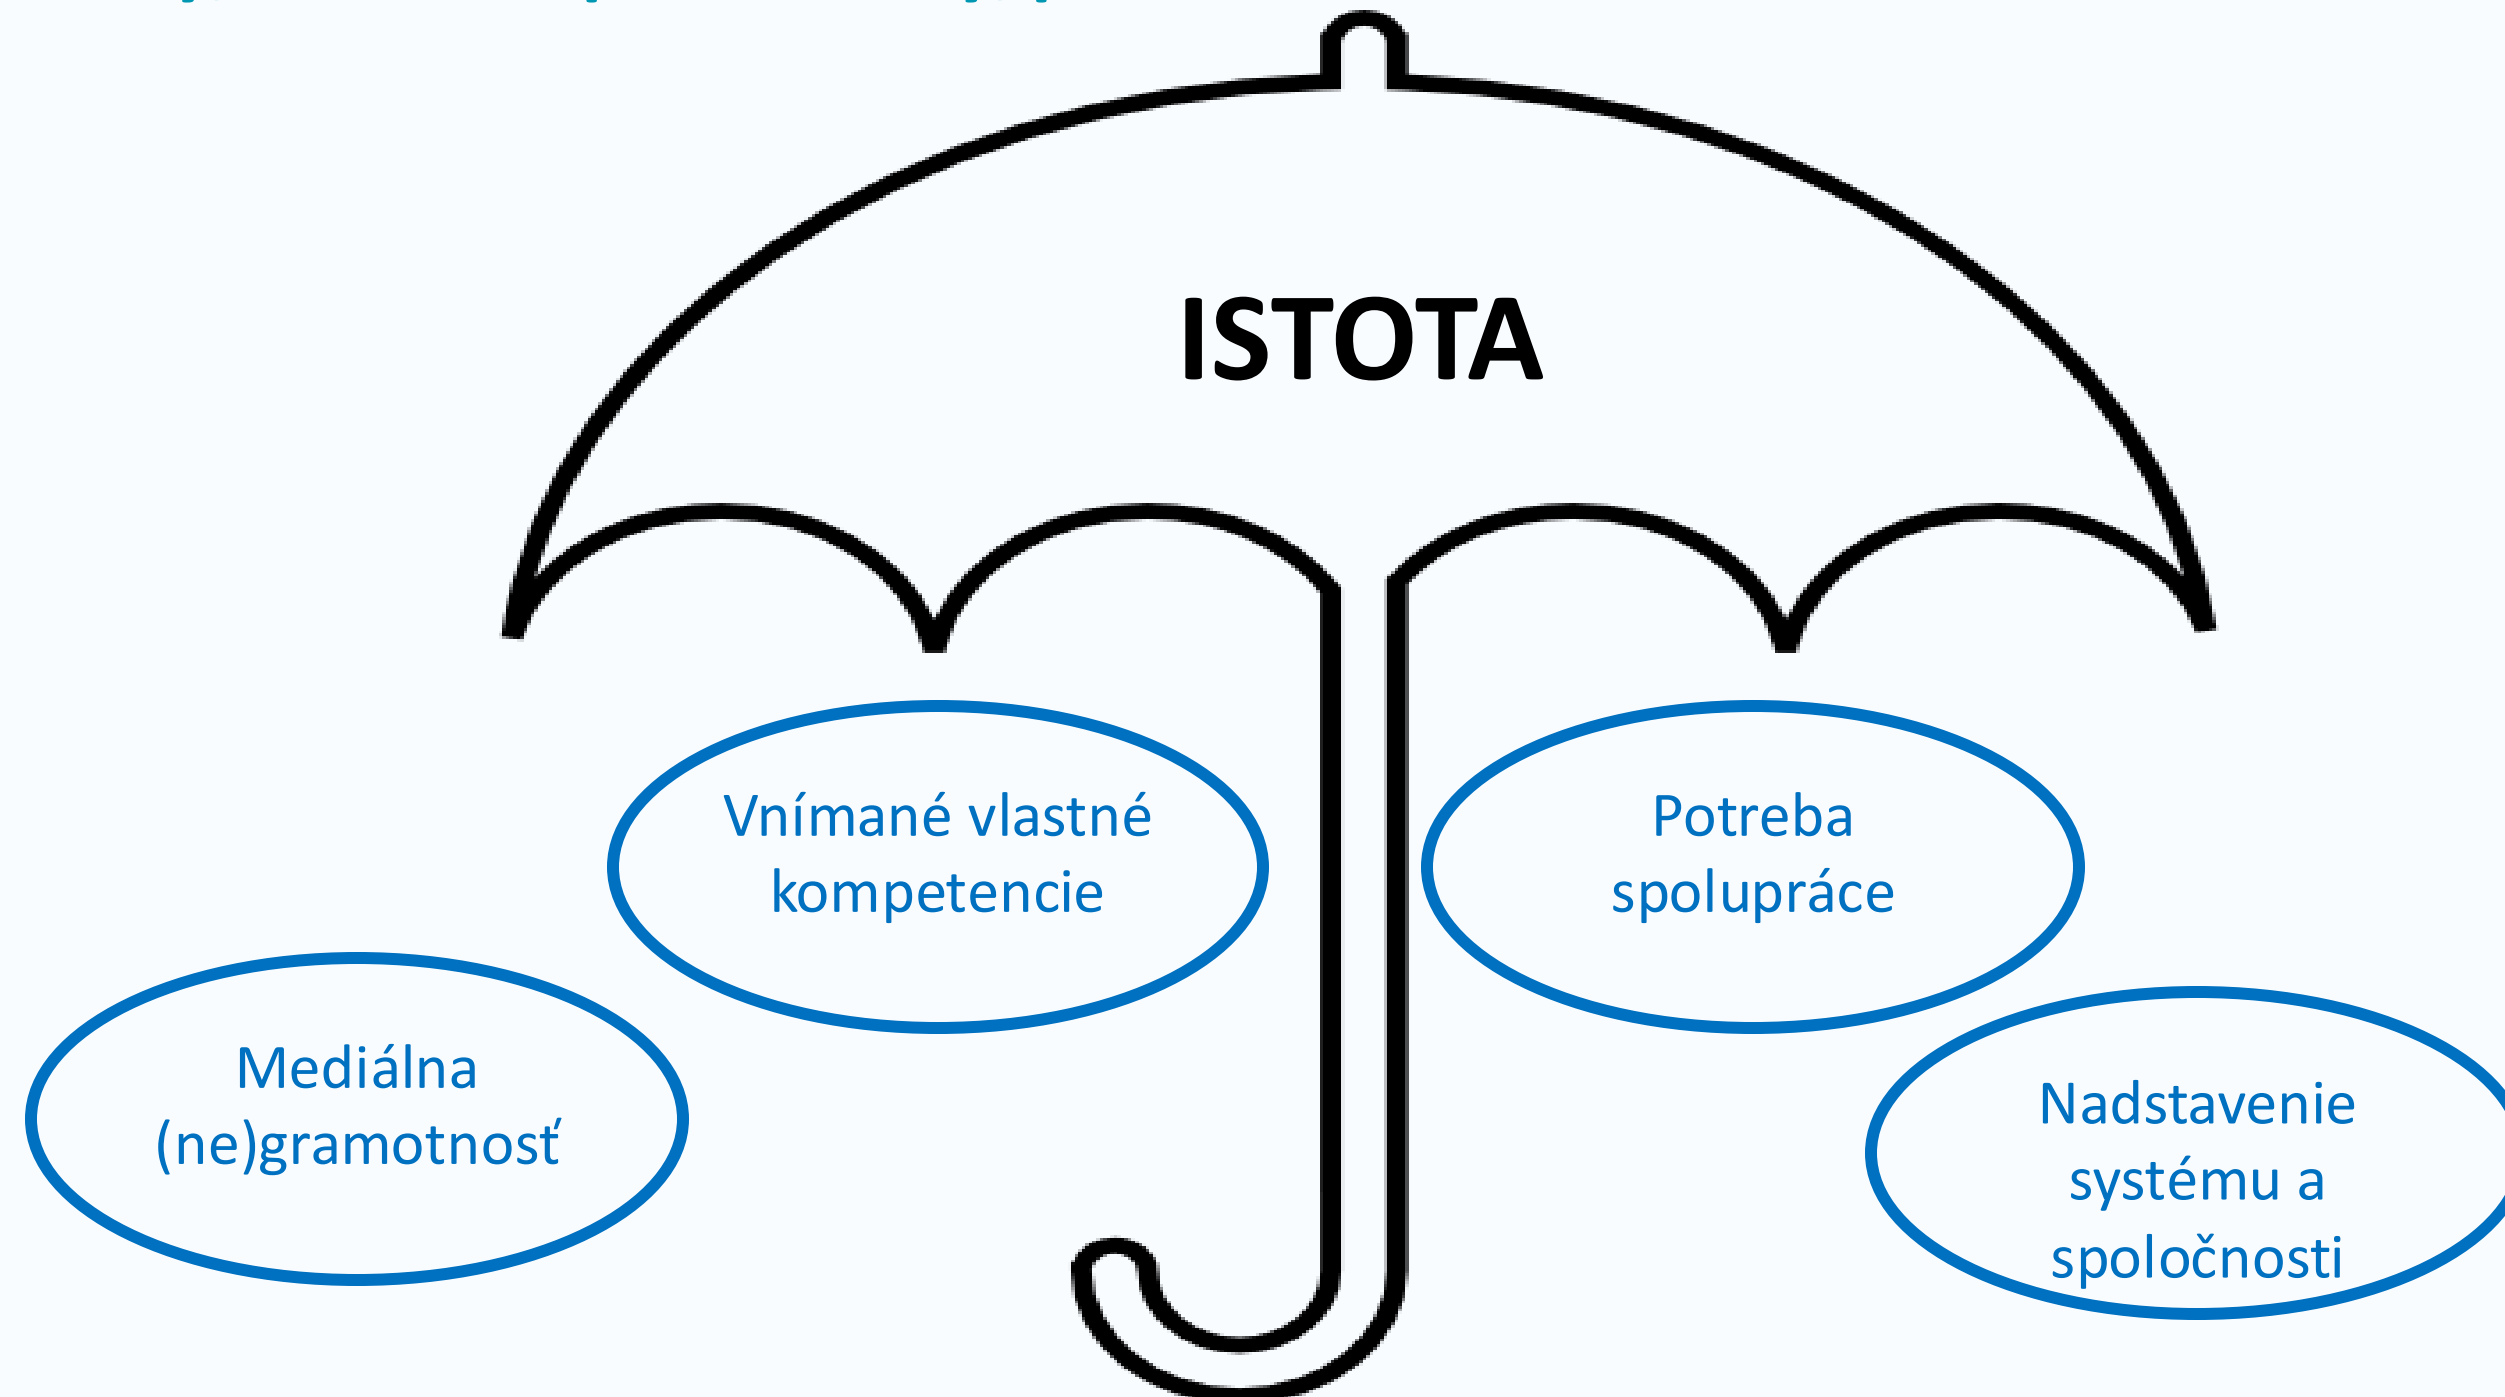 ISTOTA
Vnímané vlastné
kompetencie
Potreba
spolupráce
Mediálna
(ne)gramotnosť
Nadstavenie
systému a
spoločnosti